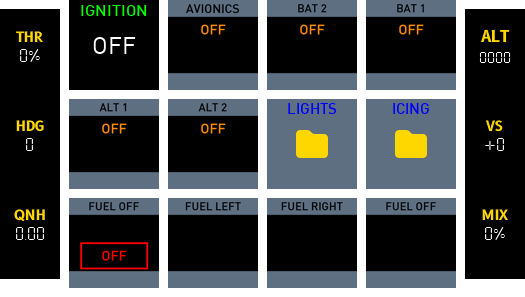 THR
0%
HDG
0
QNH
0.00
IGNITION
OFF
AVIONICS
OFF
BAT 2
OFF
BAT 1
OFF
ALT 1
OFF
ALT 2
OFF
LIGHTS
ICING
FUEL OFF
OFF
FUEL LEFT
FUEL RIGHT
FUEL OFF
ALT
0000
VS
+0
MIX
0%